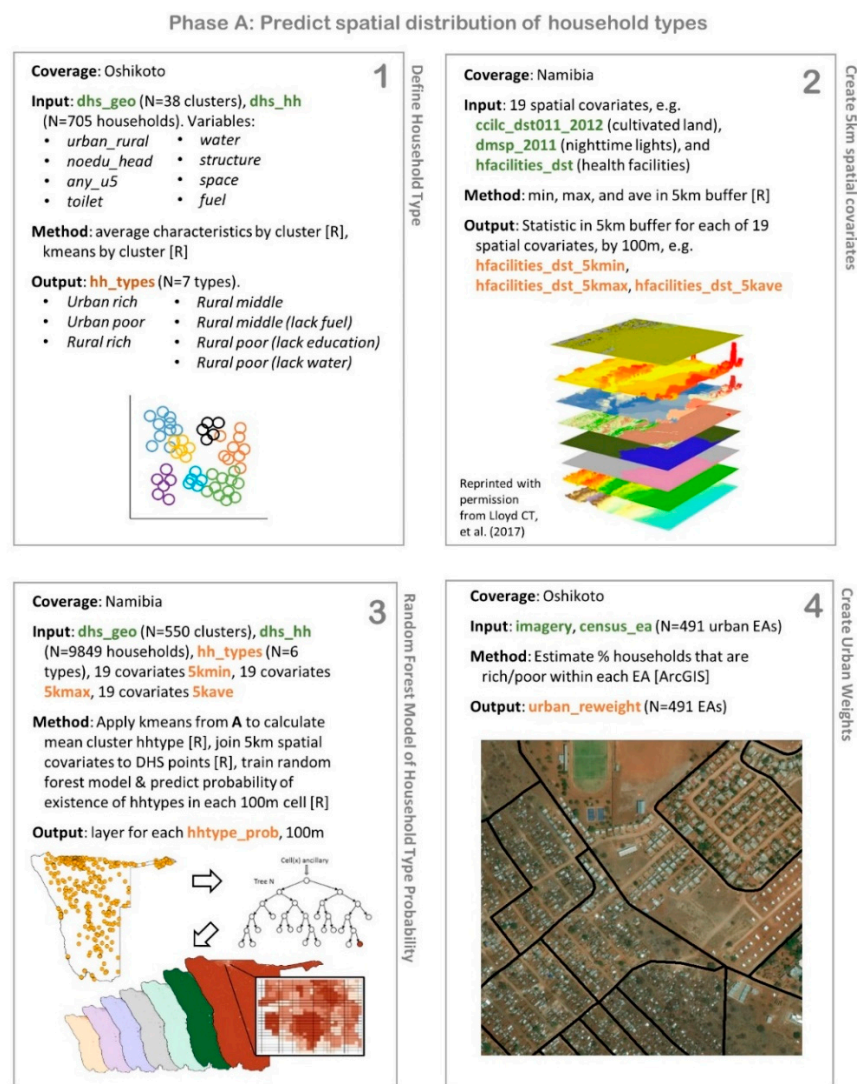 Phase A: Predict spatial distribution of household types
1
Define Household Type
Coverage: Oshikoto
Input: dhs_geo (N=38 clusters), dhs_hh
(N=705 households). Variables:
• urban_rural • water
• noedu_head • structure
• any_u5 • space
• toilet • fuel
Method: average characteristics by cluster [R],
kmeans by cluster [R]
Output: hh_types (N=7 types).
• Urban rich • Rural middle
• Urban poor • Rural middle (lack fuel)
• Rural rich • Rural poor (lack education)
• Rural poor (lack water)
2
Create 5km spatial covariates
Coverage: Namibia
Input: 19 spatial covariates, e.g.
ccilc_dst011_2012 (cultivated land),
dmsp_2011 (nighttime lights), and
hfacilities_dst (health facilities)
Method: min, max, and ave in 5km buffer [R]
Output: Statistic in 5km buffer for each of 19
spatial covariates, by 100m, e.g.
hfacilities_dst_5kmin,
hfacilities_dst_5kmax, hfacilities_dst_5kave
Reprinted with
permission
from Lloyd CT,
et al. (2017)
3
Random Forest Model of Household Type Probability
Coverage: Namibia
Input: dhs_geo (N=550 clusters), dhs_hh
(N=9849 households), hh_types (N=6
types), 19 covariates 5kmin, 19 covariates
5kmax, 19 covariates 5kave
Method: Apply kmeans from A to calculate
mean cluster hhtype [R], join 5km spatial
covariates to DHS points [R], train random
forest model & predict probability of
existence of hhtypes in each 100m cell [R]
Output: layer for each hhtype_prob, 100m
Cell(x) ancillary
Tree N
4
Create Urban Weights
Coverage: Oshikoto
Input: imagery, census_ea (N=491 urban EAs)
Method: Estimate % households that are
rich/poor within each EA [ArcGIS]
Output: urban_reweight (N=491 EAs)